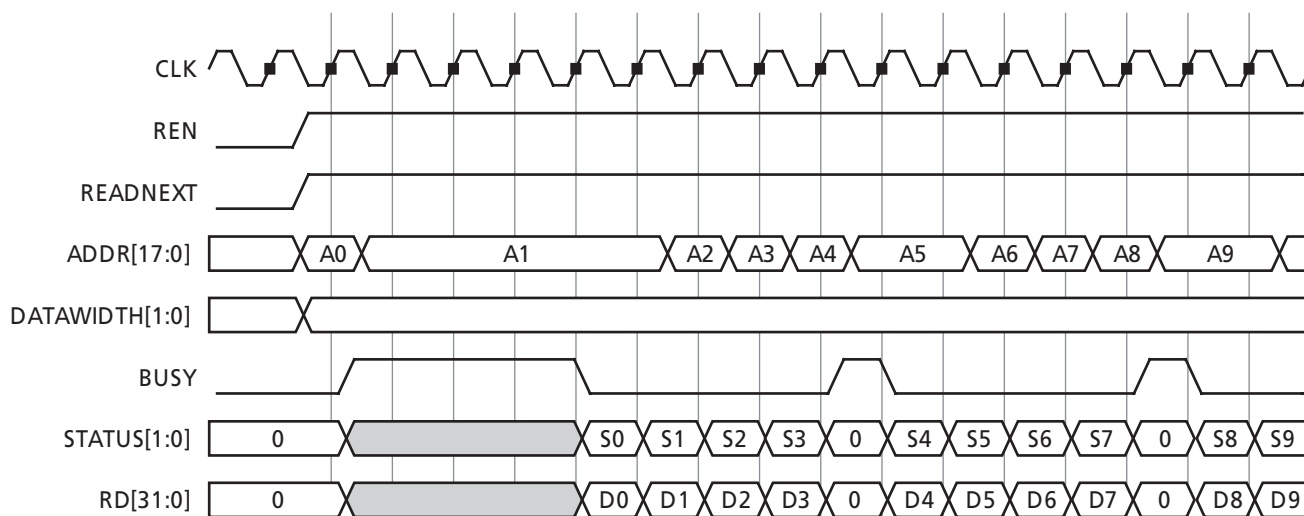 CLK
REN
READNEXT
ADDR[17:0] A0 A1 A2 A3 A4 A5 A6 A7 A8 A9
DATAWIDTH[1:0]
BUSY
STATUS[1:0] 0 S0 S1 S2 S3 0 S4 S5 S6 S7 0 S8 S9
RD[31:0] 0 D0 D1 D2 D3 0 D4 D5 D6 D7 0 D8 D9